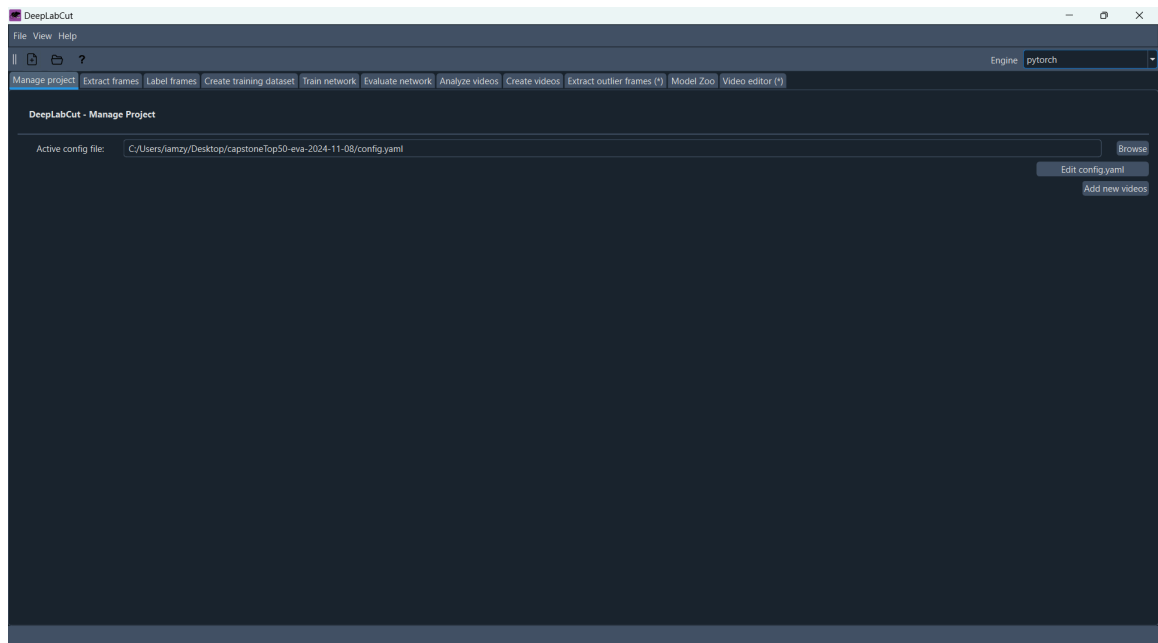 DeepLabCut
File View Help
? Engine pytorch
Manage project Extract frames Label frames Create training dataset Train network Evaluate network Analyze videos Create videos Extract outlier frames (*) Model Zoo Video editor (*)
DeepLabCut - Manage Project
Active config file: C:/Users/iamzy/Desktop/capstoneTop50-eva-2024-11-08/config.yaml Browse
Edit config.yaml
Add new videos